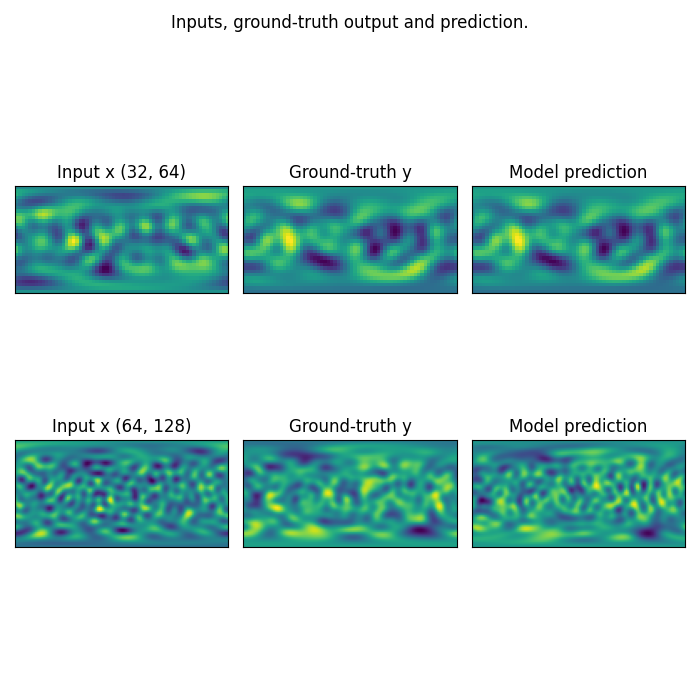 Inputs, ground-truth output and prediction.
Input x (32, 64)
Ground-truth y
Model prediction
Input x (64, 128)
Ground-truth y
Model prediction